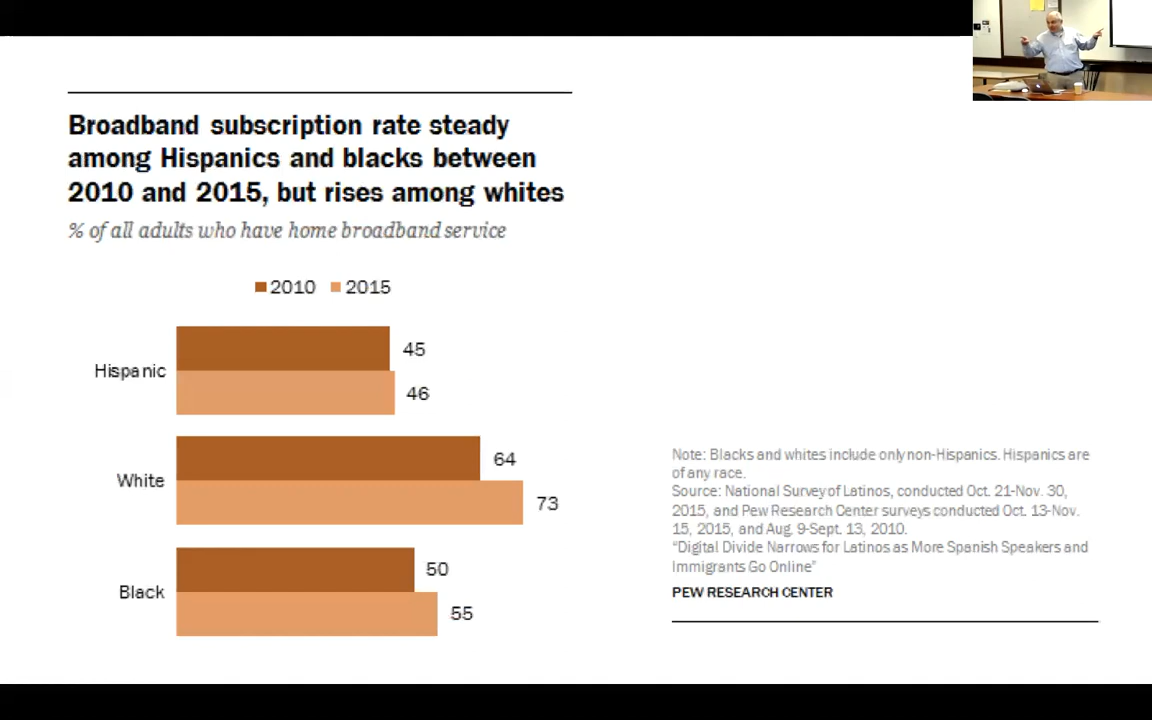 Broadband subscription rate steady
among Hispanics and blacks between
2010 and 2015, but rises among whites
% of all adults who have home broadband service
2010 2015
Hispanic
45
46
White
64
73
Black
50
55
Note: Blacks and whites include only non-Hispanics. Hispanics are
of any race.
Source: National Survey of Latinos, conducted Oct. 21-Nov. 30,
2015, and Pew Research Center surveys conducted Oct. 13-Nov.
15, 2015, and Aug. 9-Sept. 13, 2010.
“Digital Divide Narrows for Latinos as More Spanish Speakers and
Immigrants Go Online”
PEW RESEARCH CENTER